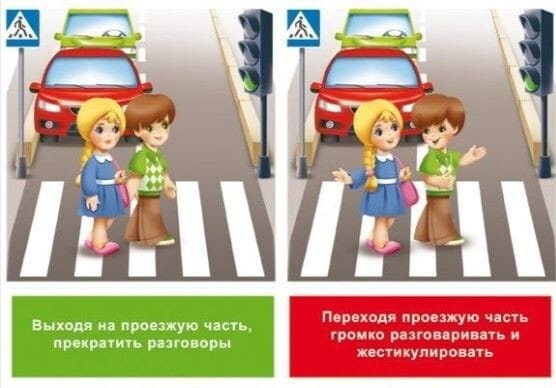 Выходя на проезжую часть,
прекратить разговоры
Переходя проезжую часть
громко разговаривать и
жестикулировать